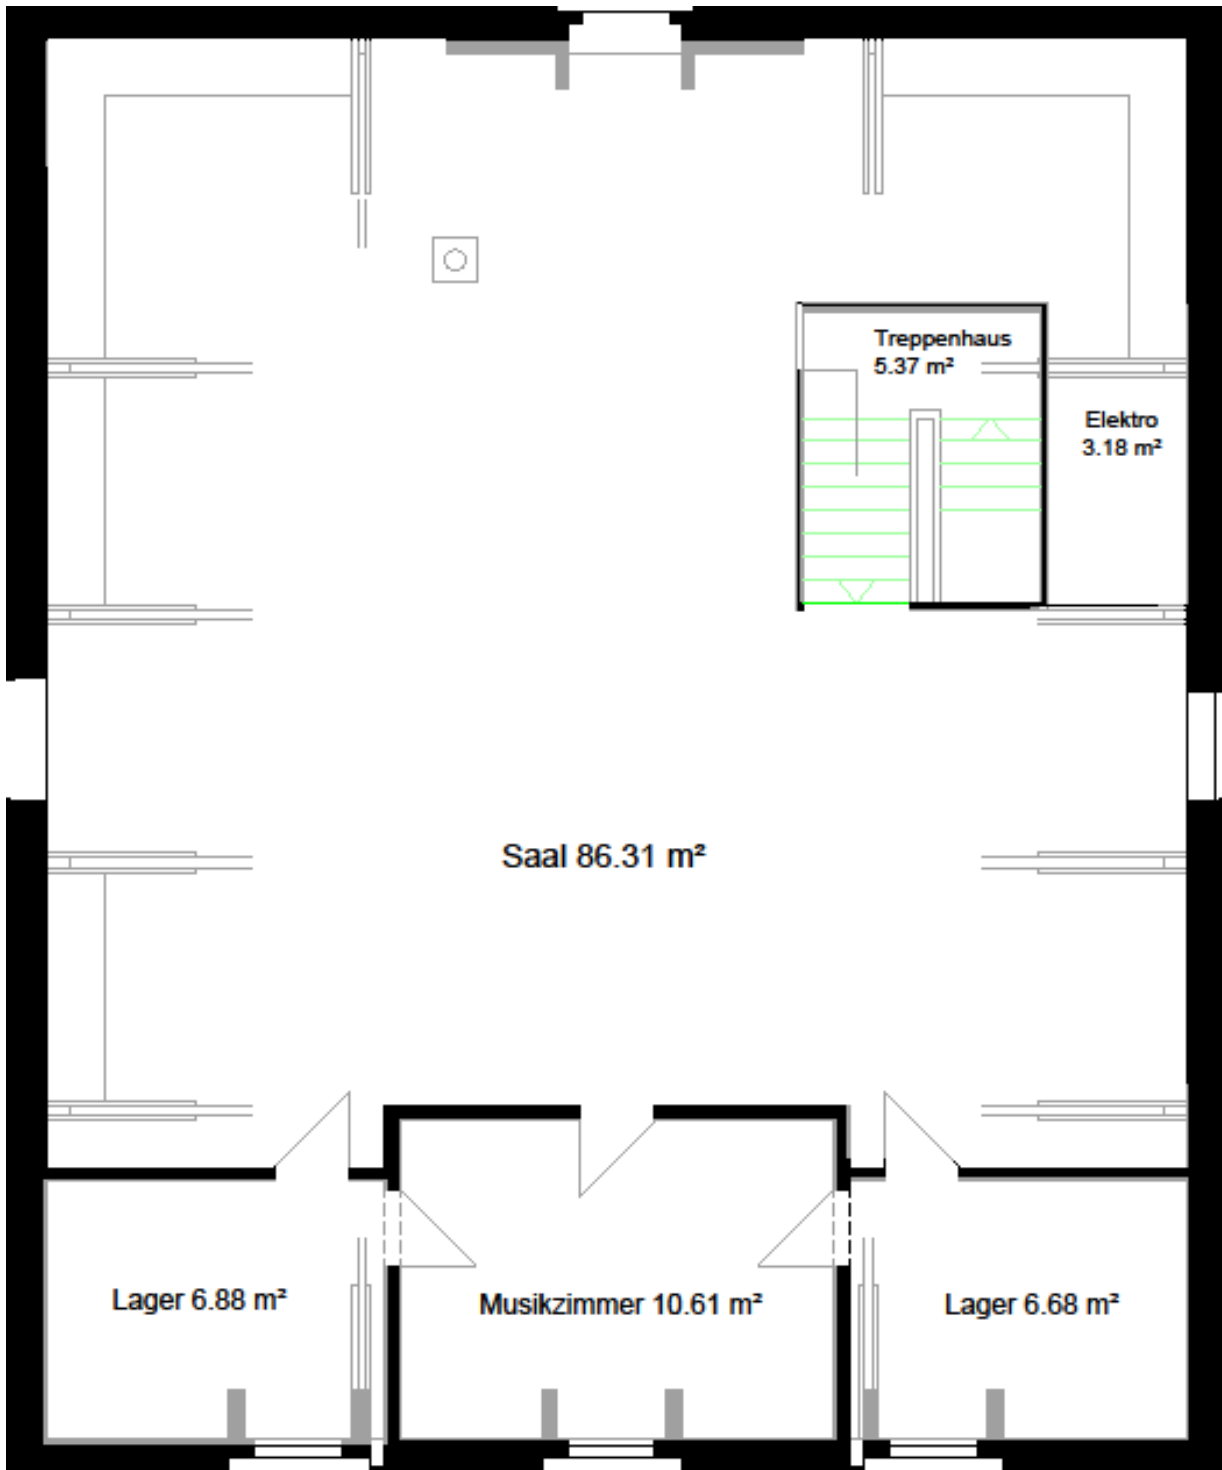 Treppenhaus
5.37 m²
Elektro
3.18 m²
Saal 86.31 m²
Lager 6.88 m²
Musikzimmer 10.61 m²
Lager 6.68 m²